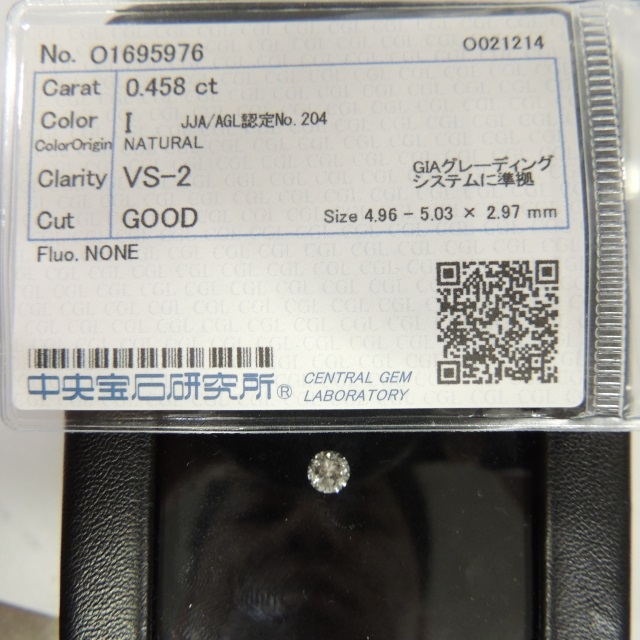 No. O1695976 O021214
Carat 0.458 ct
Color I JJA/AGL認定No.204
ColorOrigin NATURAL
Clarity VS-2 GIAグレーディング
システムに準拠
Cut GOOD Size 4.96 - 5.03 × 2.97 mm
Fluo. NONE
中央宝石研究所® CENTRAL GEM
LABORATORY